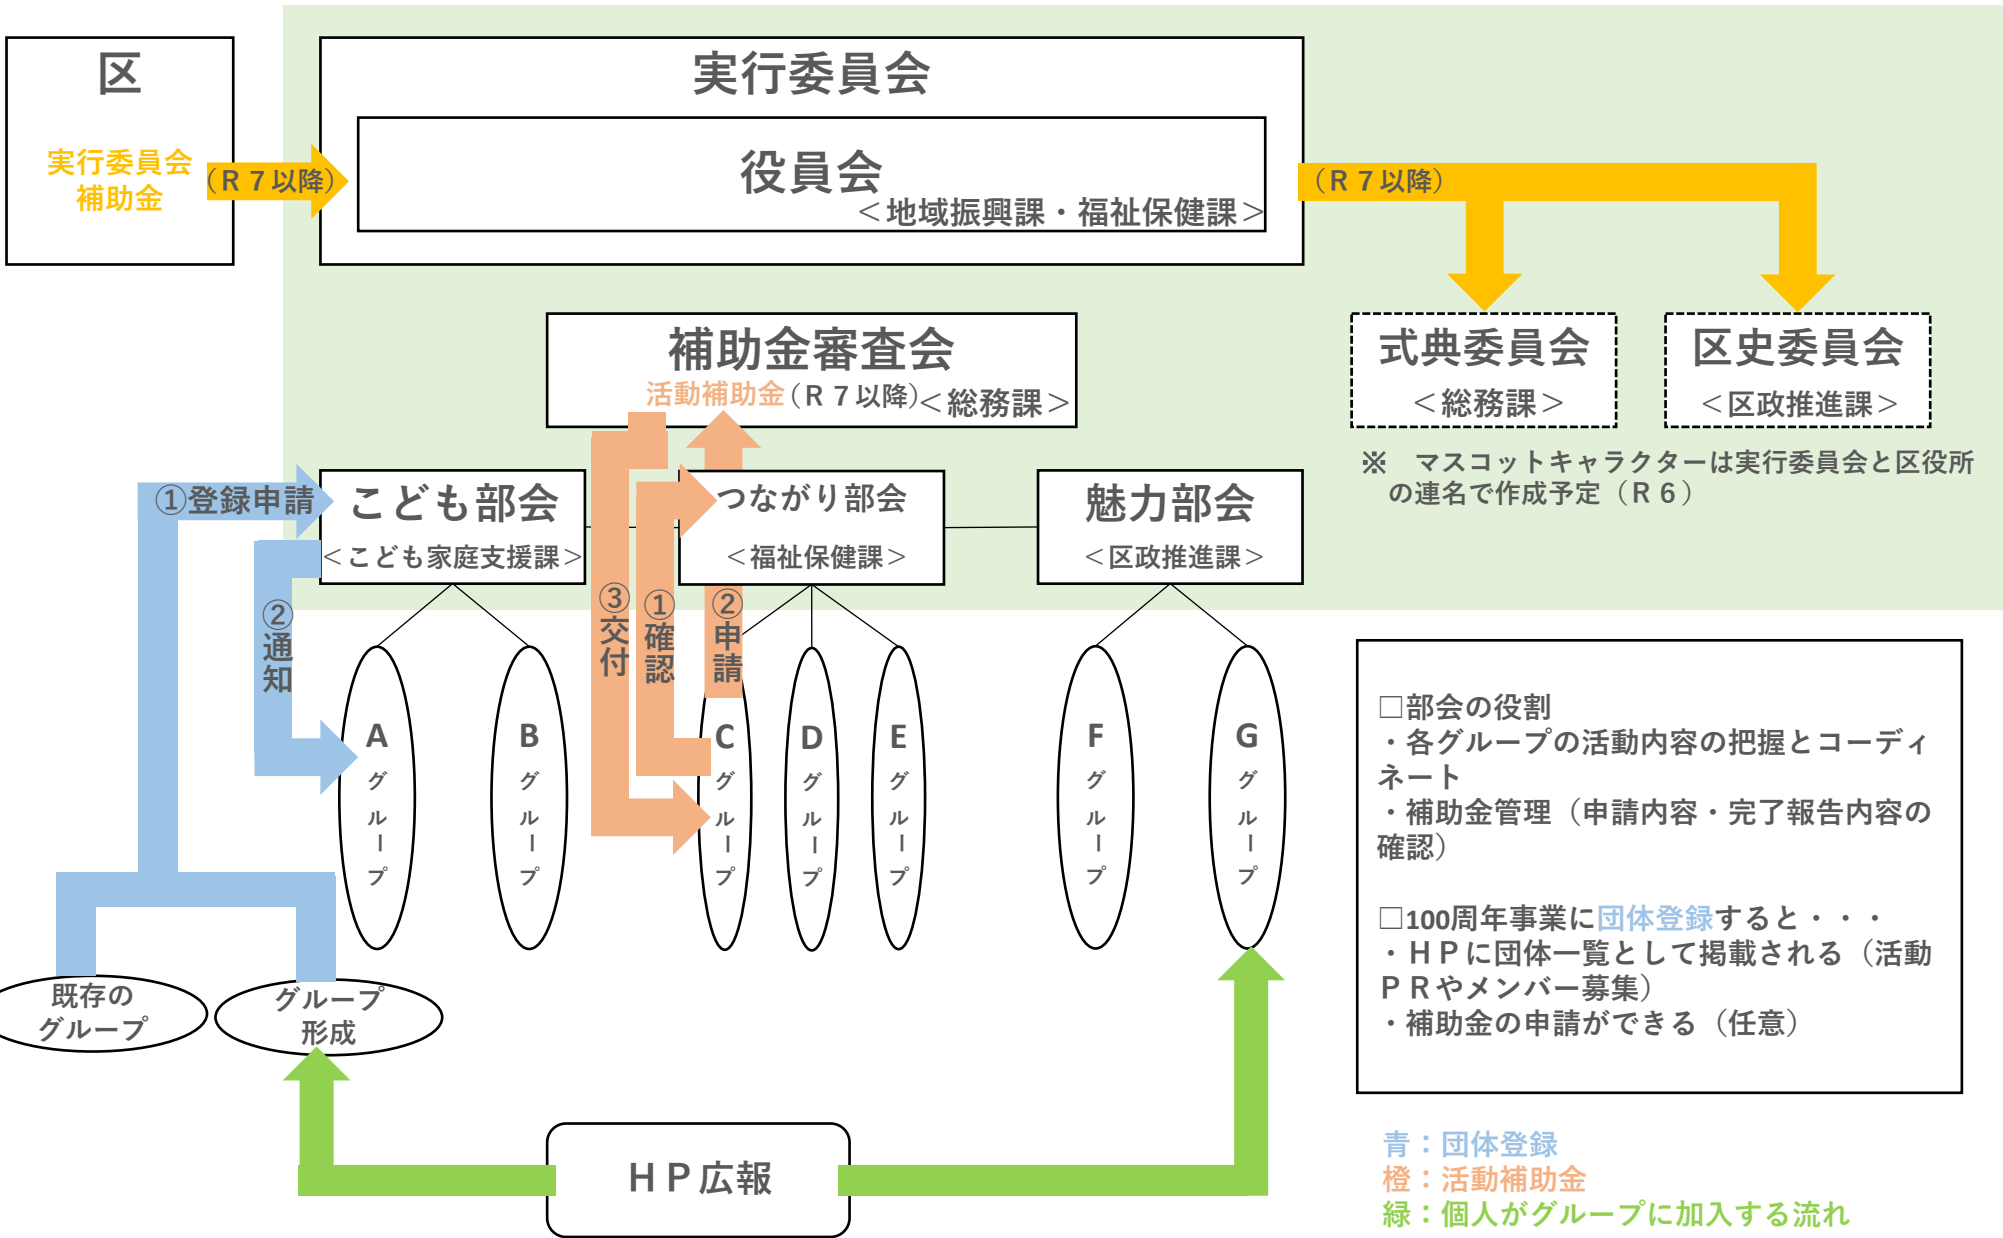 区
実行委員会
補助金
(Ｒ７以降)
実行委員会
役員会
＜地域振興課・福祉保健課＞
（Ｒ７以降）
補助金審査会
活動補助金(Ｒ７以降)
＜総務課＞
式典委員会
＜総務課＞
区史委員会
＜区政推進課＞
※　マスコットキャラクターは実行委員会と区役所
の連名で作成予定（Ｒ６）
①登録申請
こども部会
＜こども家庭支援課＞
つながり部会
＜福祉保健課＞
魅力部会
＜区政推進課＞
②通知
③交付
①確認
②申請
Aグループ
Bグループ
Cグループ
Dグループ
Eグループ
Fグループ
Gグループ
□部会の役割
・各グループの活動内容の把握とコーディ
ネート
・補助金管理（申請内容・完了報告内容の
確認）
□100周年事業に団体登録すると・・・
・ＨＰに団体一覧として掲載される（活動
ＰＲやメンバー募集）
・補助金の申請ができる（任意）
既存の
グループ
グループ
形成
ＨＰ広報
青：団体登録
橙：活動補助金
緑：個人がグループに加入する流れ